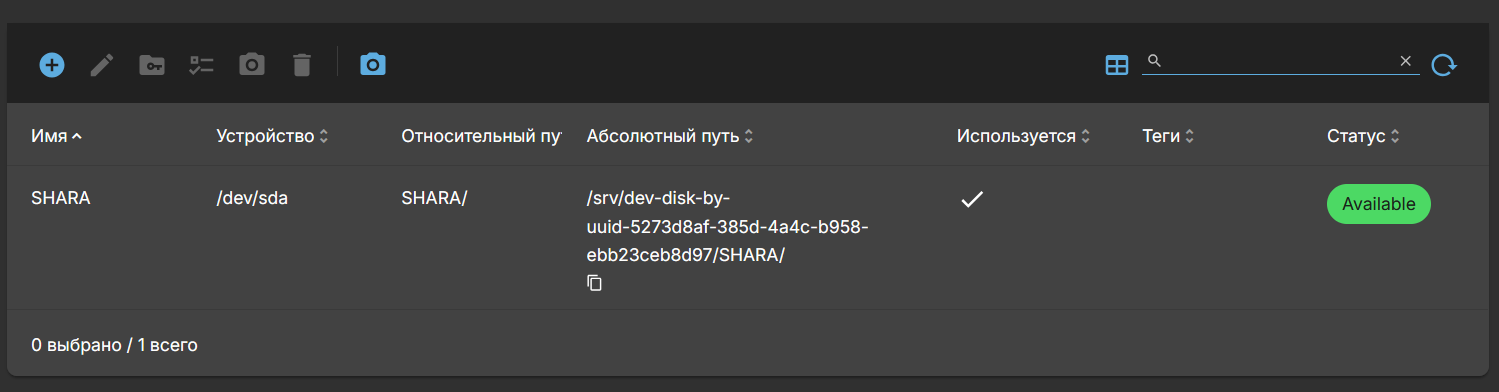 Имя Устройство Относительный пу Абсолютный путь Используется Теги Статус
SHARA /dev/sda SHARA/ /srv/dev-disk-by-
uuid-5273d8af-385d-4a4c-b958-
ebb23ceb8d97/SHARA/
Available
0 выбрано / 1 всего